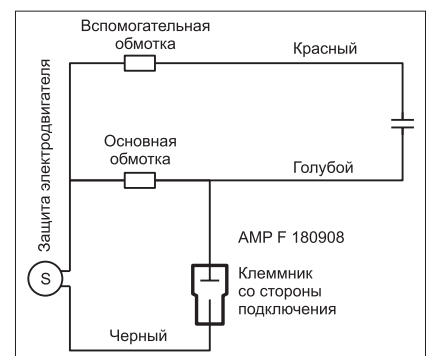 Вспомогательная
обмотка
Красный
Защита электродвигателя
Основная
обмотка
Голубой
AMP F 180908
S
Клеммник
со стороны
подключения
Черный